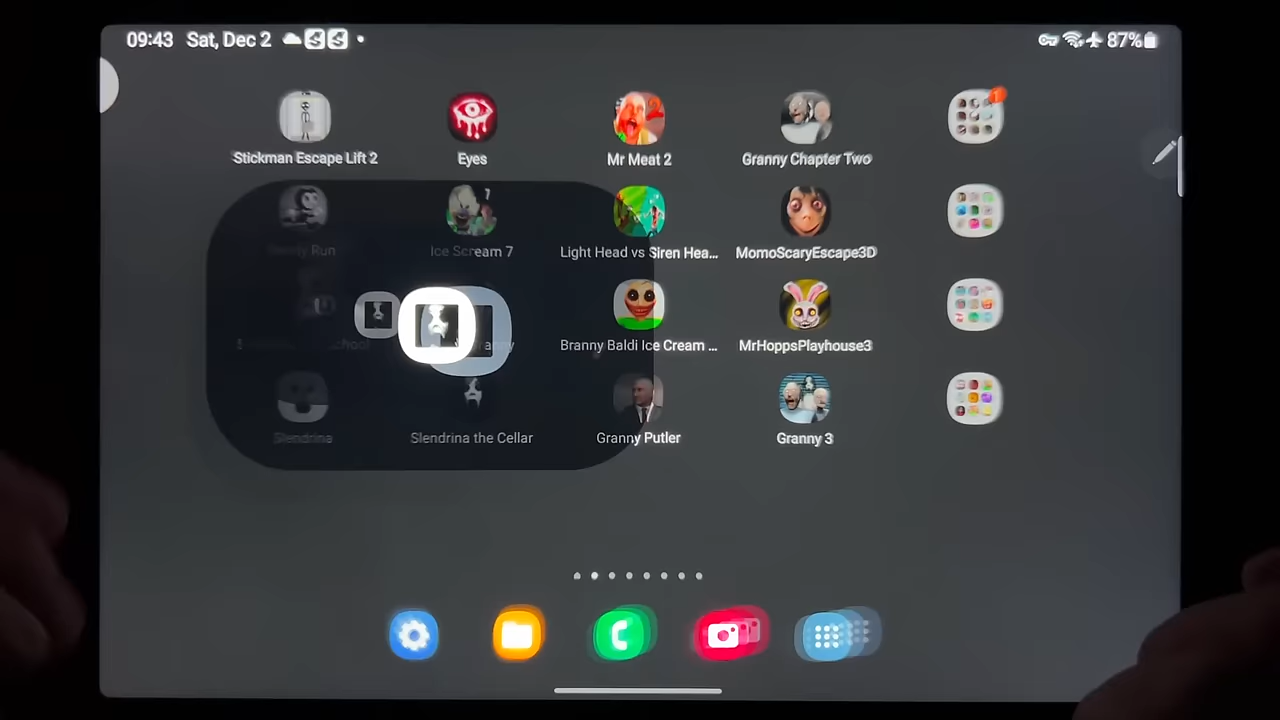 09:43 Sat, Dec 2
87%
Stickman Escape Lift 2
Eyes
Mr Meat 2
Granny Chapter Two
Run
Ice Scream 7
Light Head vs Siren Hea...
MomoScaryEscape3D
Branny Baldi Ice Cream ...
MrHoppsPlayhouse3
Slendrina
Slendrina the Cellar
Granny Putler
Granny 3